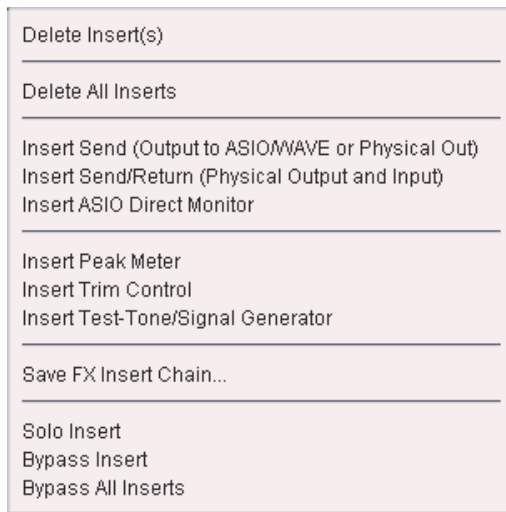 Delete Insert(s)
Delete All Inserts
Insert Send (Output to ASIO/WAVE or Physical Out)
Insert Send/Return (Physical Output and Input)
Insert ASIO Direct Monitor
Insert Peak Meter
Insert Trim Control
Insert Test-Tone/Signal Generator
Save FX Insert Chain...
Solo Insert
Bypass Insert
Bypass All Inserts